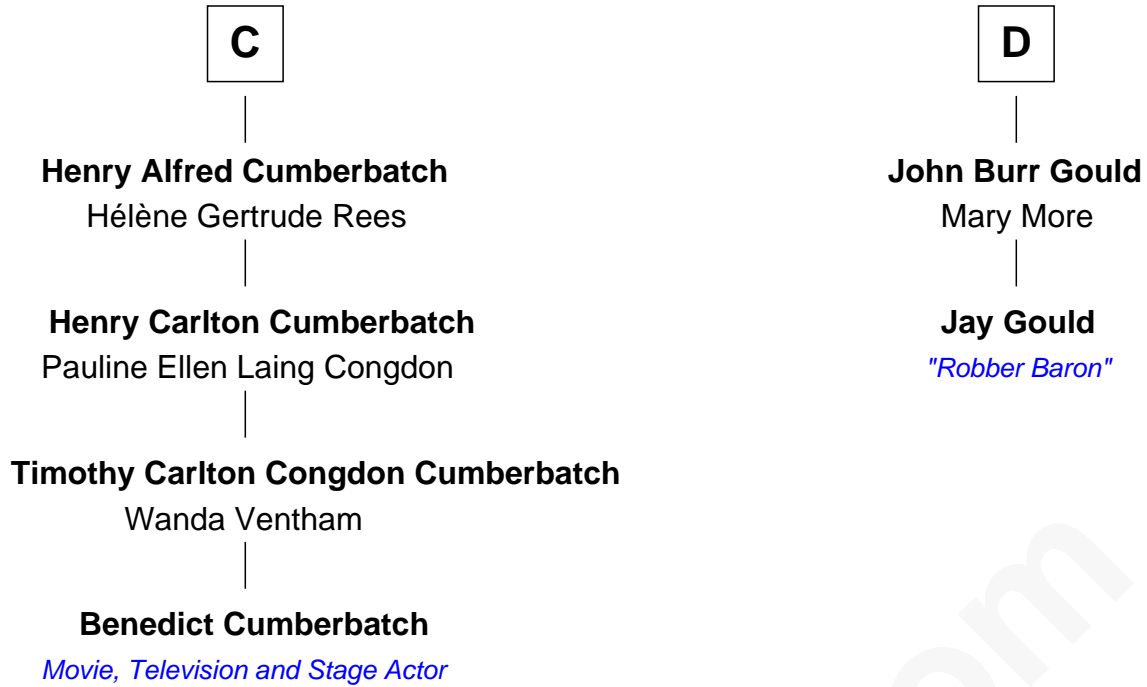 C
Henry Alfred Cumberbatch
Hélène Gertrude Rees
Henry Carlton Cumberbatch
Pauline Ellen Laing Congdon
Timothy Carlton Congdon Cumberbatch
Wanda Ventham
Benedict Cumberbatch
Movie, Television and Stage Actor
D
John Burr Gould
Mary More
Jay Gould
"Robber Baron"
om